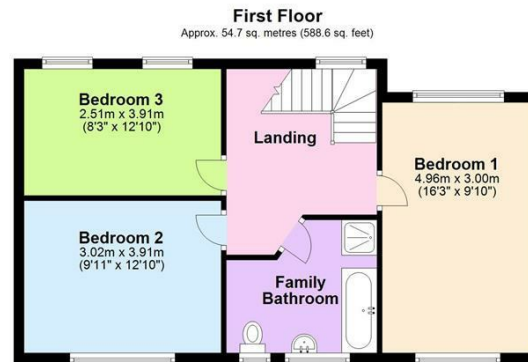 First Floor
Approx. 54.7 sq. metres (588.6 sq. feet)
Bedroom 3
2.51m x 3.91m
(8'3" x 12'10")
Landing
Bedroom 1
4.96m x 3.00m
(16'3" x 9'10")
Bedroom 2
3.02m x 3.91m
(9'11" x 12'10")
Family
Bathroom